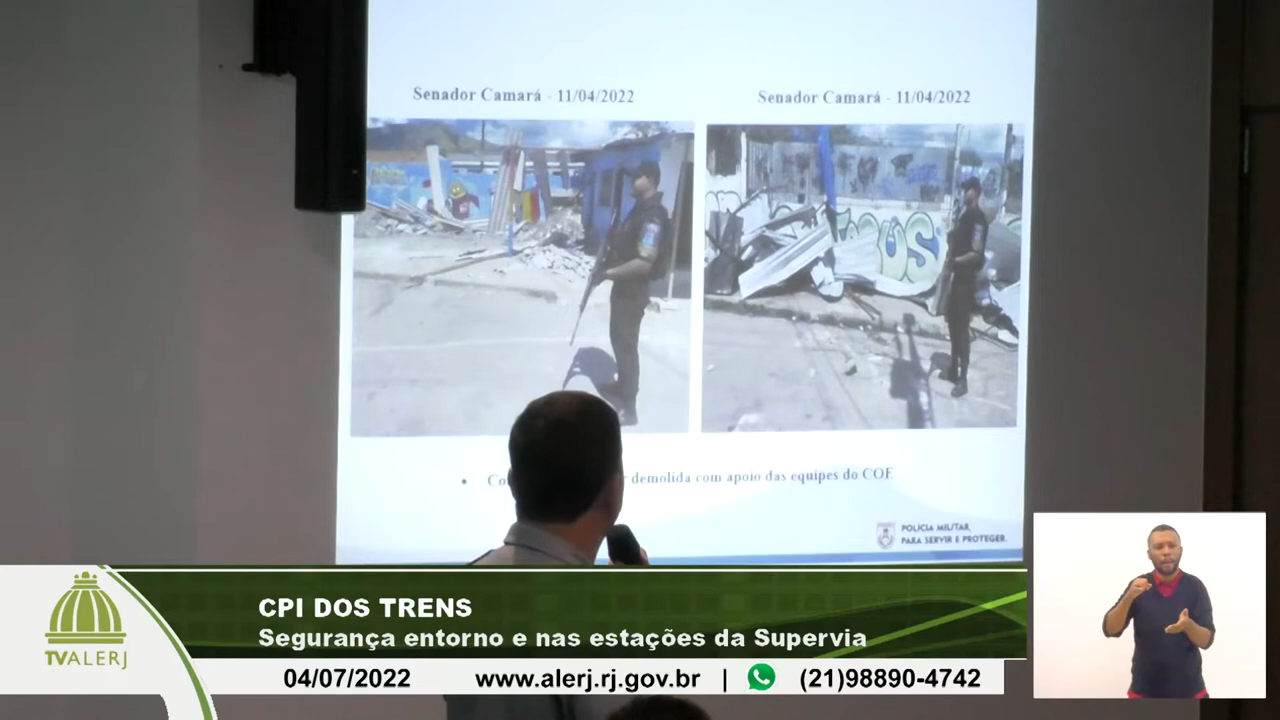 Senador Camará - 11/04/2022
Senador Camará - 11/04/2022
demolida com apoio das equipes do COE
POLÍCIA MILITAR,
PARA SERVIR E PROTEGER.
CPI DOS TRENS
Segurança entorno e nas estações da Supervia
TVALERJ
04/07/2022 www.alerj.rj.gov.br | (21)98890-4742